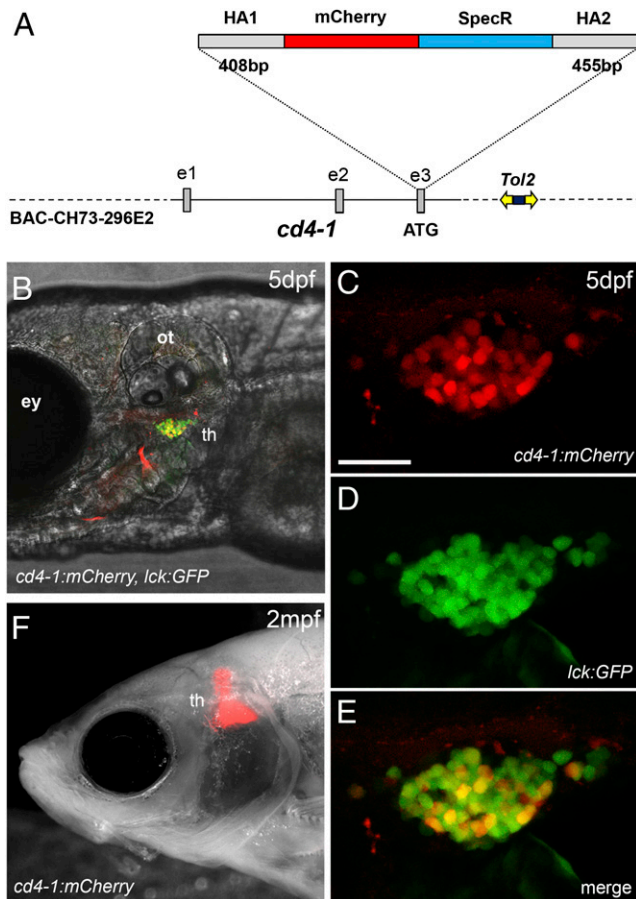 A
HA1 mCherry SpecR HA2
408bp 455bp
e1 e2 e3 Tol2
BAC-CH73-296E2 cd4-1 ATG
B 5dpf
ot
ey
th
cd4-1:mCherry, lck:GFP
C 5dpf
cd4-1:mCherry
D
lck:GFP
E
merge
F 2mpf
th
cd4-1:mCherry